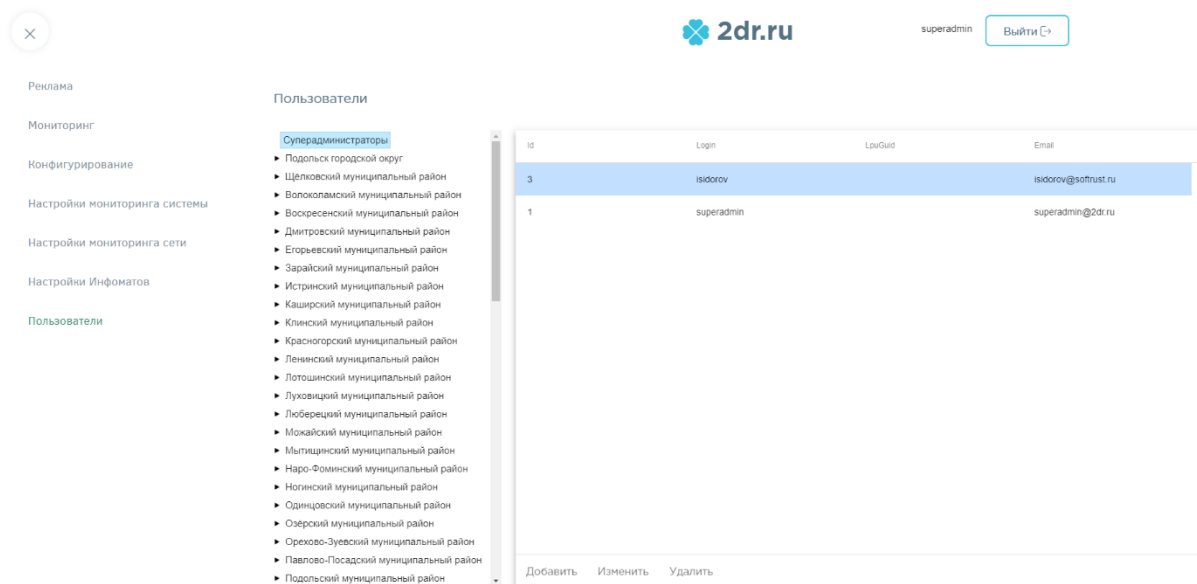 2dr.ru
superadmin
Выйти
Реклама
Мониторинг
Конфигурирование
Настройки мониторинга системы
Настройки мониторинга сети
Настройки Инфоматов
Пользователи
Пользователи
Суперадминистраторы
Подольск городской округ
Щёлковский муниципальный район
Волоколамский муниципальный район
Воскресенский муниципальный район
Дмитровский муниципальный район
Егорьевский муниципальный район
Зарайский муниципальный район
Истринский муниципальный район
Каширский муниципальный район
Клинский муниципальный район
Красногорский муниципальный район
Ленинский муниципальный район
Лотошинский муниципальный район
Луховицкий муниципальный район
Люберецкий муниципальный район
Можайский муниципальный район
Мытищинский муниципальный район
Наро-Фоминский муниципальный район
Ногинский муниципальный район
Одинцовский муниципальный район
Озёрский муниципальный район
Орехово-Зуевский муниципальный район
Павлово-Посадский муниципальный район
Подольский муниципальный район
Id Login LpuGuid Email
3 isidorov isidorov@softrust.ru
1 superadmin superadmin@2dr.ru
Добавить Изменить Удалить